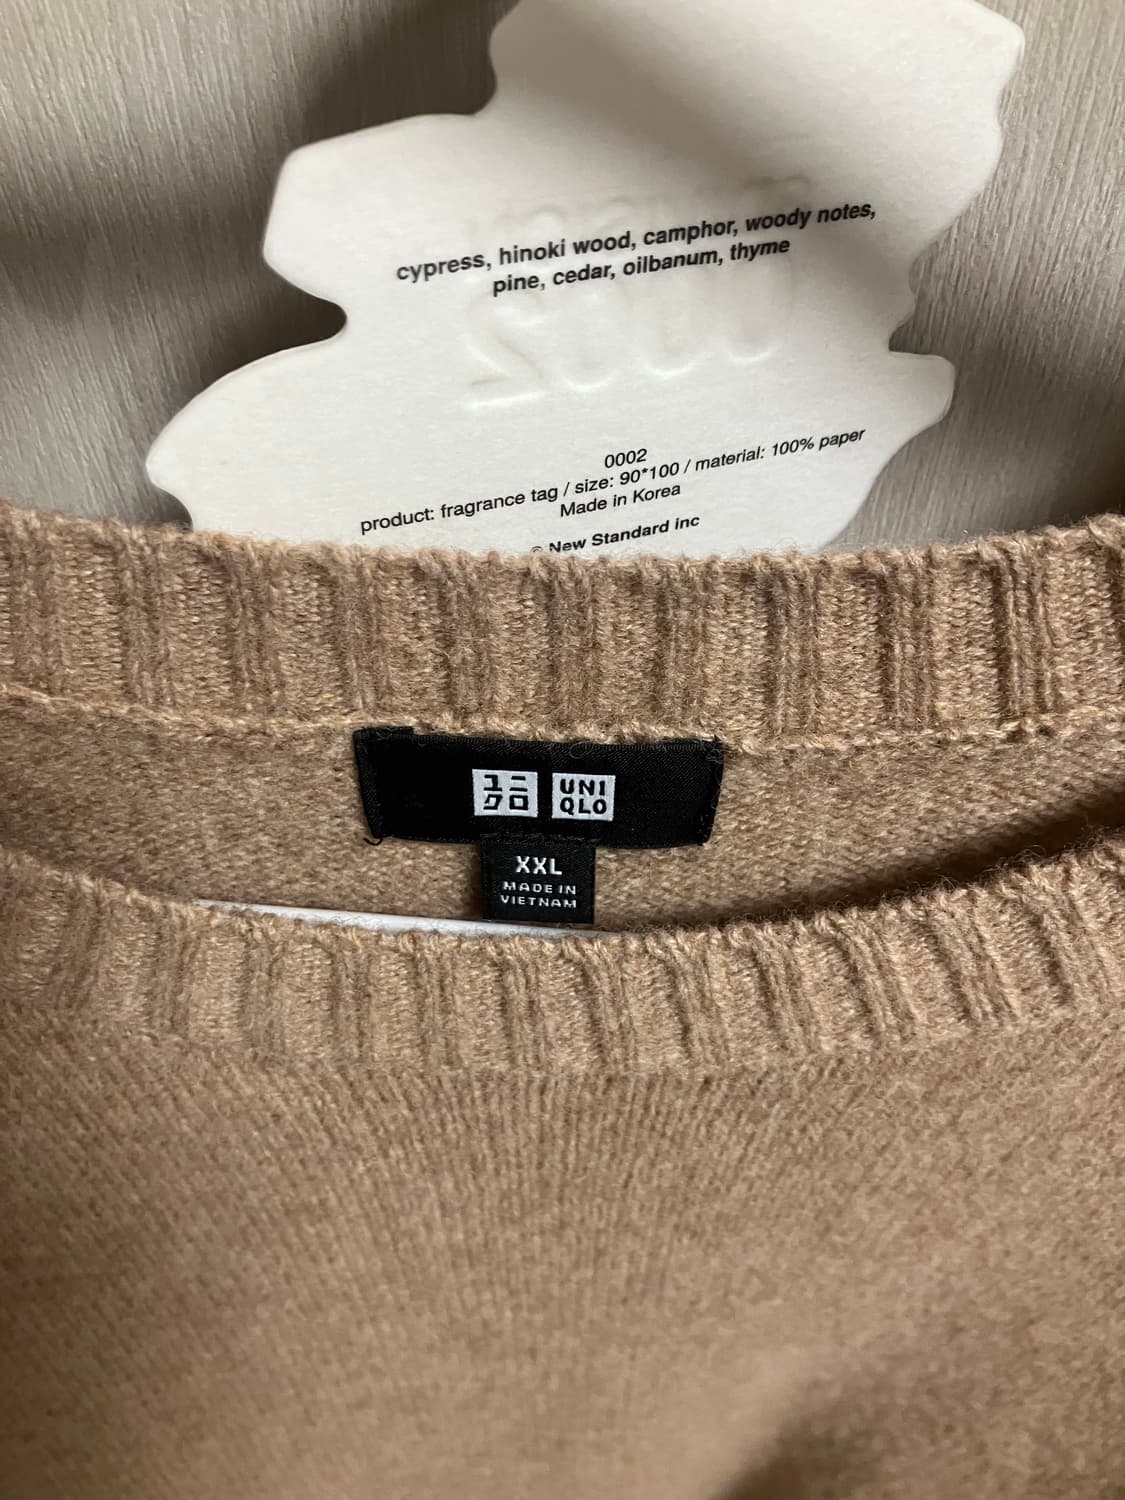 cypress, hinoki wood, camphor, woody notes,
pine, cedar, oilbanum, thyme
0002
product: fragrance tag / size: 90*100 / material: 100% paper
Made in Korea
© New Standard inc
ユニ
クロ
UNI
QLO
XXL
MADE IN
VIETNAM